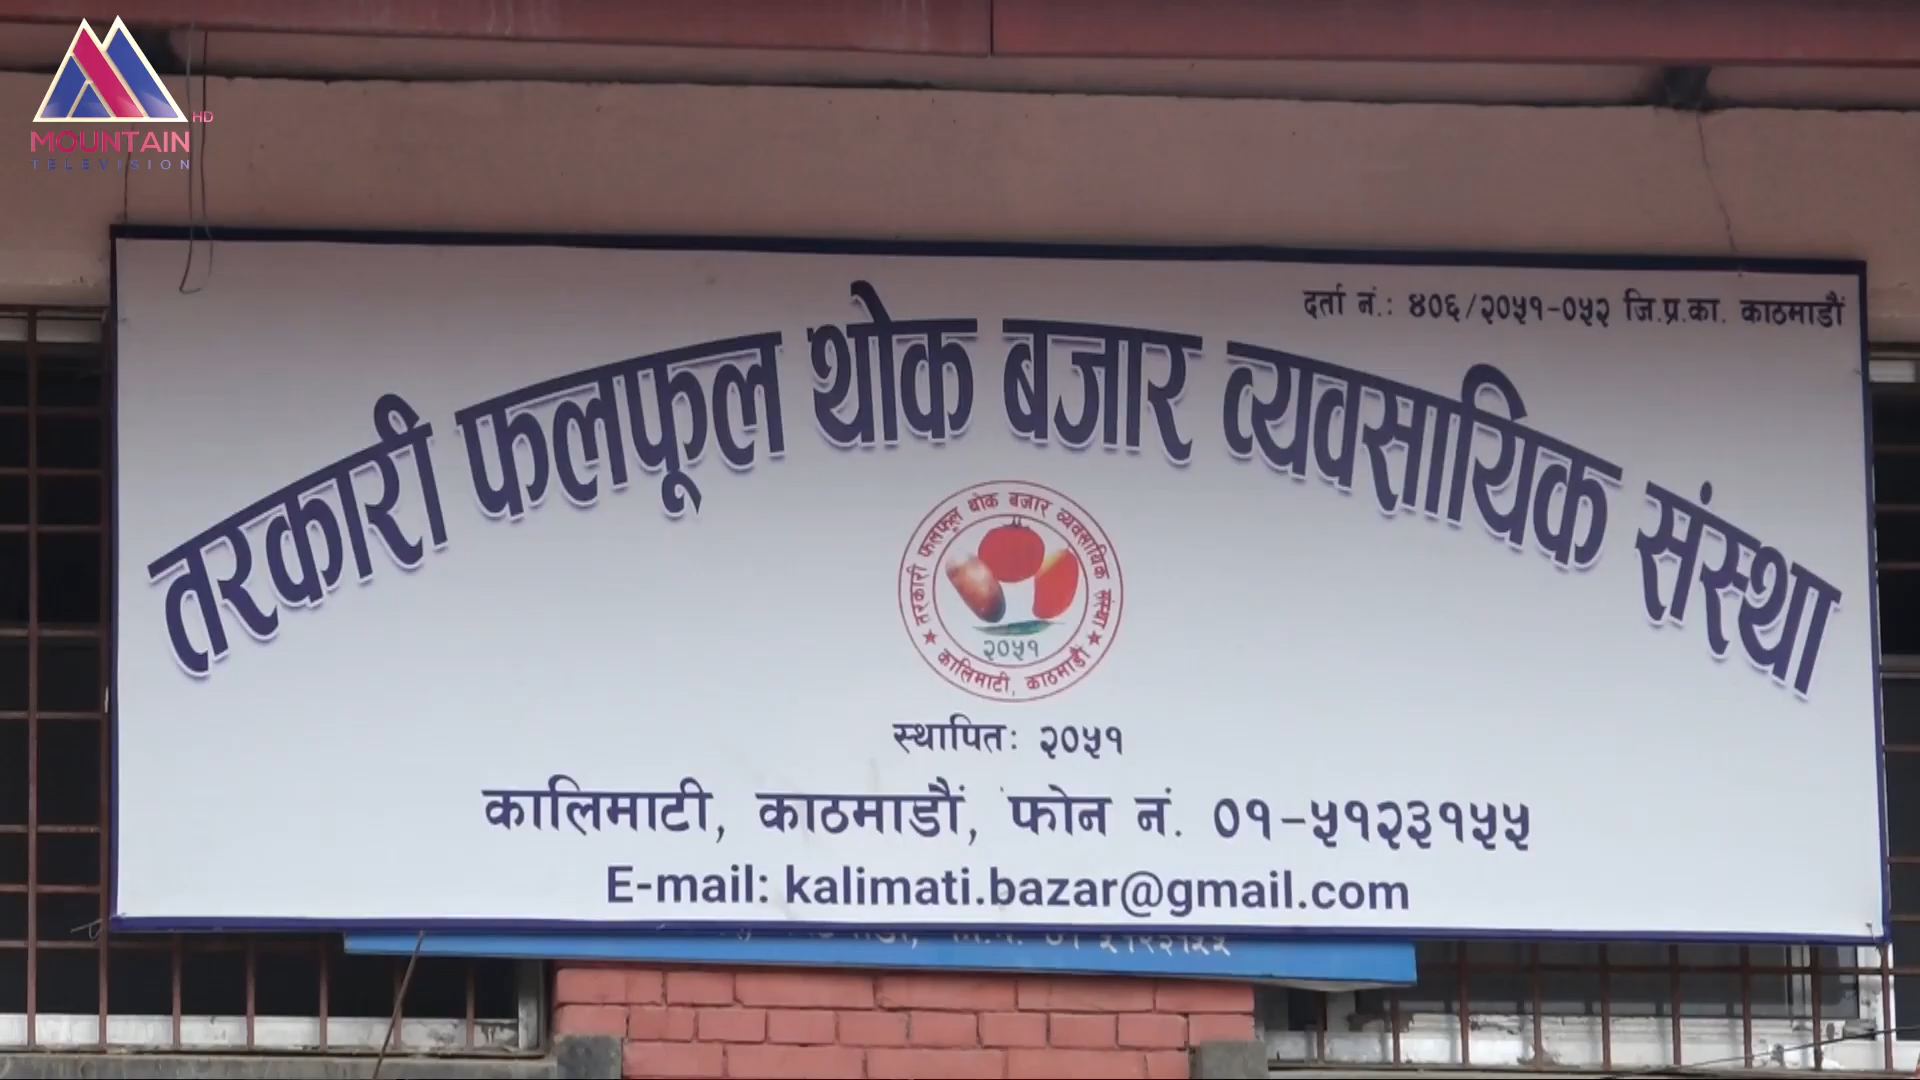 MOUNTAIN HD
TELEVISION
दर्ता नं.: ४०६/२०५१-०५२ जि.प्र.का. काठमाडौं
तरकारी फलफूल थोक बजार व्यवसायिक संस्था
तरकारी फलफूल थोक बजार व्यवसायिक संस्था
२०५१
कालिमाटी, काठमाडौं
स्थापितः २०५१
कालिमाटी, काठमाडौं, फोन नं. ०१-५१२३१५५
E-mail: kalimati.bazar@gmail.com